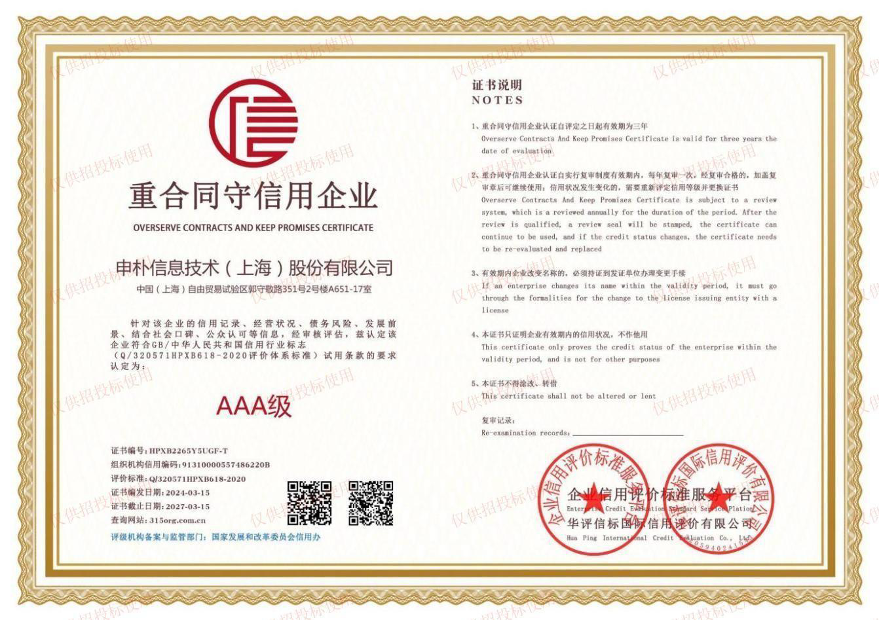 重合同守信用企业
OVERSERVE CONTRACTS AND KEEP PROMISES CERTIFICATE
申朴信息技术（上海）股份有限公司
中国（上海）自由贸易试验区郭守敬路351号2号楼A651-17室
针对该企业的信用记录、经营状况、债务风险、发展前
景、结合社会口碑、公众认可等信息，经审核评估，兹认定该
企业符合GB/中华人民共和国信用行业标志
（Q/320571HPXB618-2020评价体系标准）试用条款的要求
认定为：
AAA级
证书编号：HPXB2265Y5UGF-T
组织机构信用编码：91310000557486220B
评价标准：Q/320571HPXB618-2020
证书编发日期：2024-03-15
证书截止日期：2027-03-15
查询网站：315org.com.cn
评级机构备案与监管部门：国家发展和改革委员会信用办
证书说明
NOTES
1、重合同守信用企业认证自评定之日起有效期为三年
Overserve Contracts And Keep Promises Certificate is valid for three years the
date of evaluation
2、重合同守信用企业认证自实行复审制度有效期内，每年复审一次，经复审合格的，加盖复
审章后可继续使用；信用状况发生变化的，需要重新评定信用等级并更换证书
Overserve Contracts And Keep Promises Certificate is subject to a review
system, which is a reviewed annually for the duration of the period. After the
review is qualified, a review seal will be stamped, the certificate can
continue to be used, and if the credit status changes, the certificate needs
to be re-evaluated and replaced
3、有效期内企业改变名称的，必须持证到发证单位办理变更手续
If an enterprise changes its name within the validity period, it must go
through the formalities for the change to the license issuing entity with a
license
4、本证书只证明企业有效期内的信用状况，不作他用
This certificate only proves the credit status of the enterprise within the
validity period, and is not for other purposes
5、本证书不得涂改、转借
This certificate shall not be altered or lent
复审记录：
Re-examination records:
企业信用评价标准服务平台
Enterprise Credit Evaluation Standard Service Platform
华评信标国际信用评价有限公司
Hua Ping International Credit Evaluation Co., Ltd
仅供招投标使用